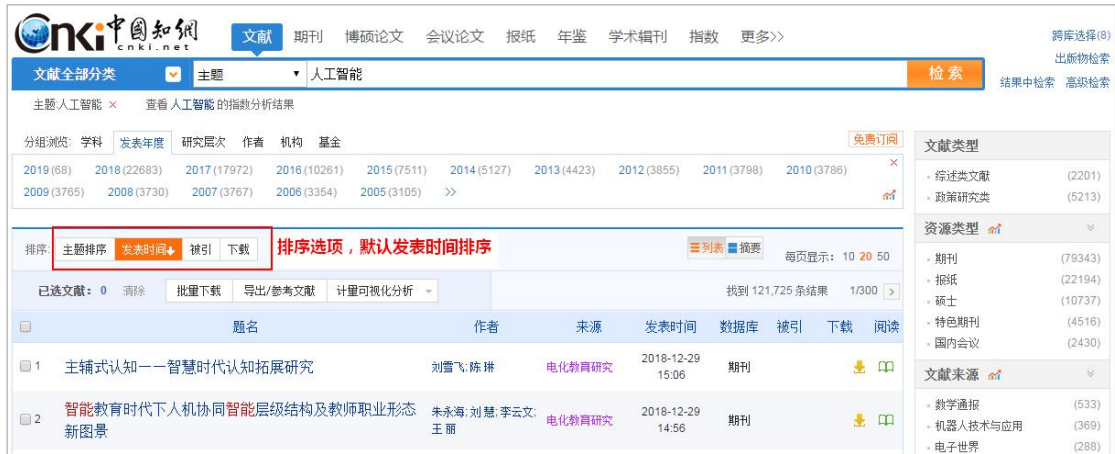 Cnki中國知網
cnki.net
文献 期刊 博硕论文 会议论文 报纸 年鉴 学术辑刊 指数 更多>>
跨库选择(8)
出版物检索
文献全部分类 主题 ▼ 人工智能 检索
结果中检索 高级检索
主题:人工智能 × 查看 人工智能 的指数分析结果
分组浏览: 学科 发表年度 研究层次 作者 机构 基金 免费订阅
2019(68) 2018(22683) 2017(17972) 2016(10261) 2015(7511) 2014(5127) 2013(4423) 2012(3855) 2011(3798) 2010(3786) ×
2009(3765) 2008(3730) 2007(3767) 2006(3354) 2005(3105) >>
排序: 主题排序 发表时间↓ 被引 下载 排序选项，默认发表时间排序 列表 摘要 每页显示: 10 20 50
已选文献: 0 清除 批量下载 导出/参考文献 计量可视化分析 找到 121,725 条结果 1/300 >
题名 作者 来源 发表时间 数据库 被引 下载 阅读
1 主辅式认知——智慧时代认知拓展研究 刘雪飞;陈琳 电化教育研究 2018-12-29 15:06 期刊
2 智能教育时代下人机协同智能层级结构及教师职业形态 朱永海;刘慧;李云文; 电化教育研究 2018-12-29 期刊
新图景 王丽 14:56
文献类型
综述类文献 (2201)
政策研究类 (5213)
资源类型
期刊 (79343)
报纸 (22194)
硕士 (10737)
特色期刊 (4516)
国内会议 (2430)
文献来源
数学通报 (533)
机器人技术与应用 (369)
电子世界 (288)